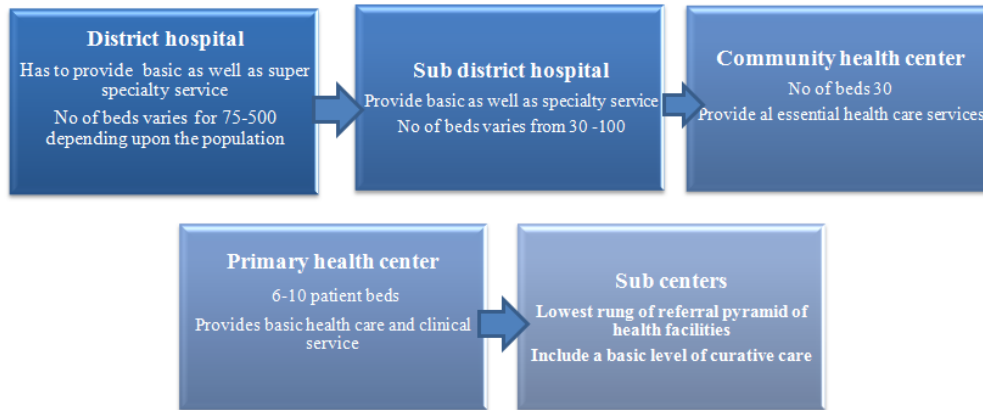 District hospital
Has to provide basic as well as super
specialty service
No of beds varies for 75-500
depending upon the population
Sub district hospital
Provide basic as well as specialty service
No of beds varies from 30 -100
Community health center
No of beds 30
Provide al essential health care services
Primary health center
6-10 patient beds
Provides basic health care and clinical
service
Sub centers
Lowest rung of referral pyramid of
health facilities
Include a basic level of curative care